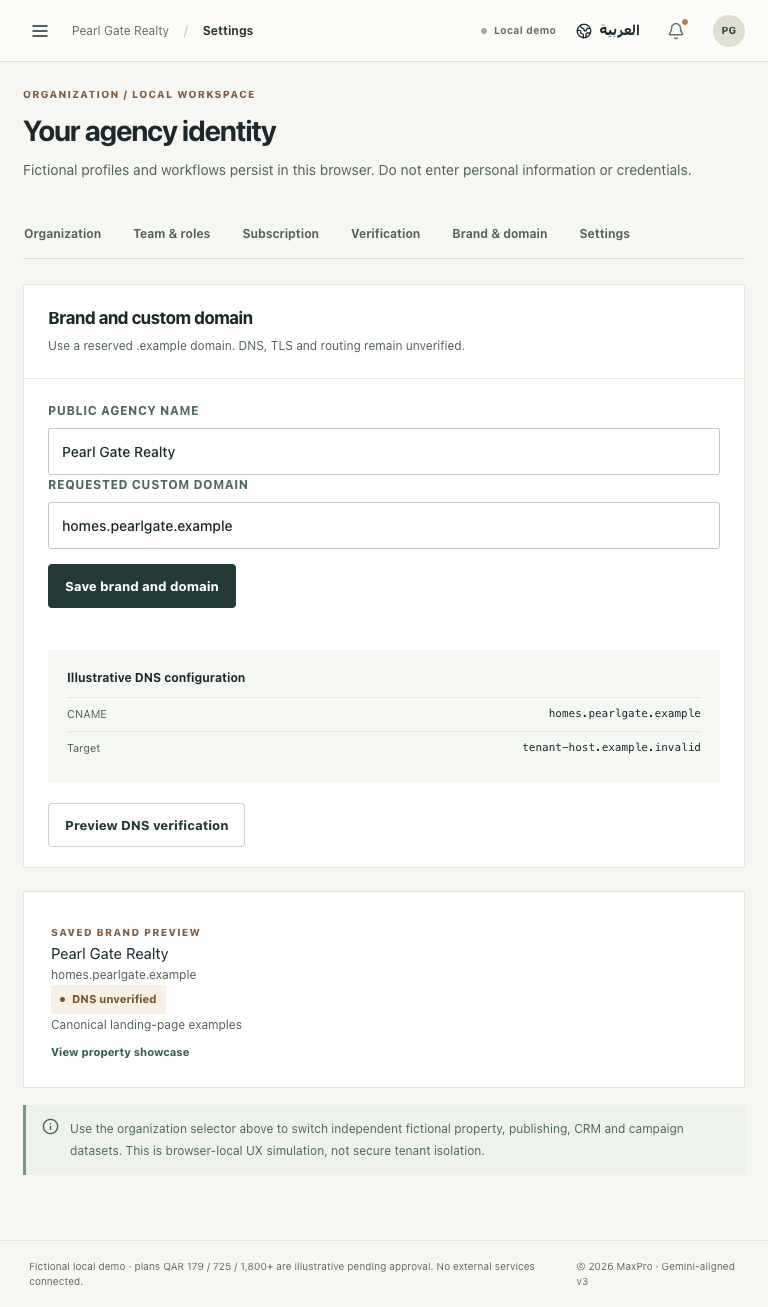 Pearl Gate Realty / Settings
Local demo
العربية
PG
ORGANIZATION / LOCAL WORKSPACE
Your agency identity
Fictional profiles and workflows persist in this browser. Do not enter personal information or credentials.
Organization Team & roles Subscription Verification Brand & domain Settings
Brand and custom domain
Use a reserved .example domain. DNS, TLS and routing remain unverified.
PUBLIC AGENCY NAME
Pearl Gate Realty
REQUESTED CUSTOM DOMAIN
homes.pearlgate.example
Save brand and domain
Illustrative DNS configuration
CNAME homes.pearlgate.example
Target tenant-host.example.invalid
Preview DNS verification
SAVED BRAND PREVIEW
Pearl Gate Realty
homes.pearlgate.example
DNS unverified
Canonical landing-page examples
View property showcase
Use the organization selector above to switch independent fictional property, publishing, CRM and campaign
datasets. This is browser-local UX simulation, not secure tenant isolation.
Fictional local demo · plans QAR 179 / 725 / 1,800+ are illustrative pending approval. No external services
connected.
© 2026 MaxPro · Gemini-aligned
v3